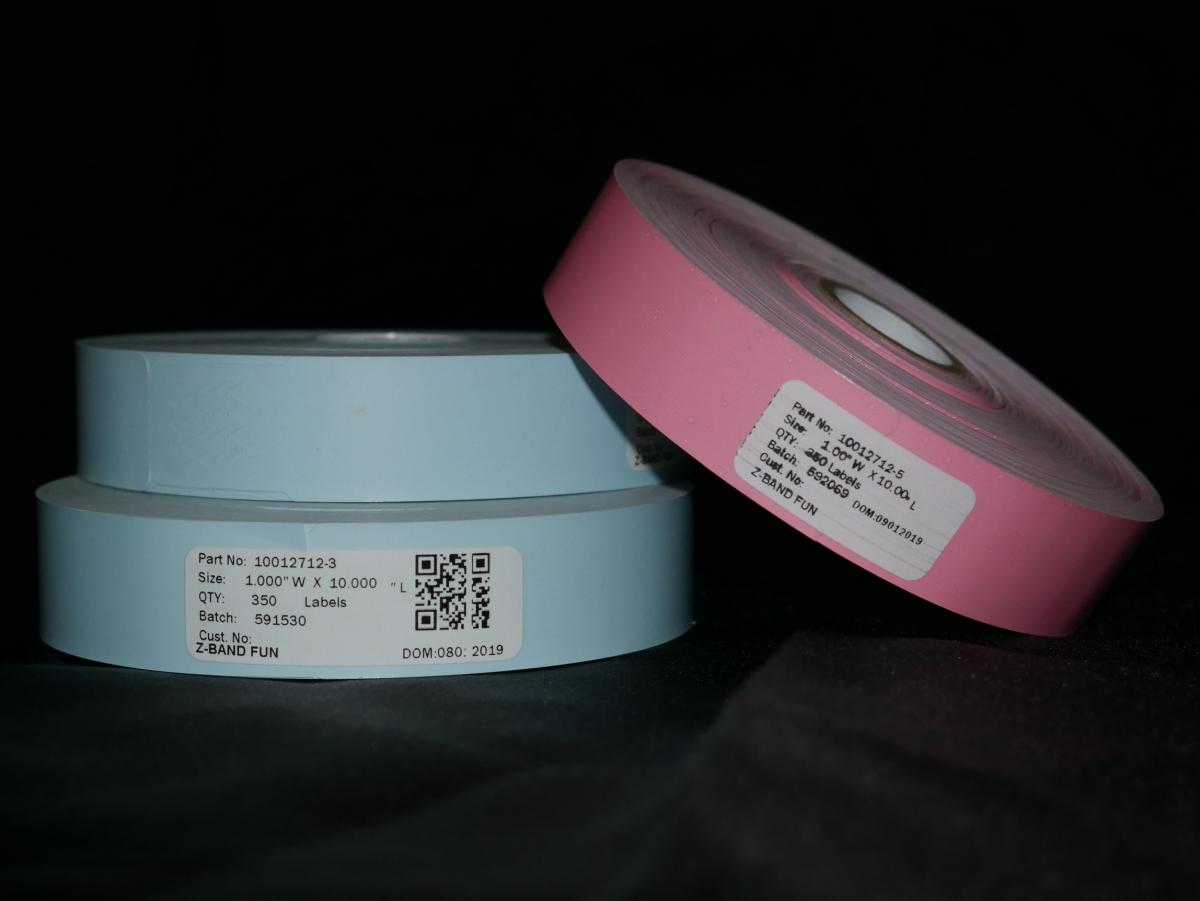 Part No: 10012712-3
Size: 1.000" W X 10.000 " L
QTY: 350 Labels
Batch: 591530
Cust. No:
Z-BAND FUN
DOM:080: 2019
Part No: 10012712-5
Size: 1.00" W X 10.00" L
QTY: 350 Labels
Batch: 592069
Cust. No: DOM:09012019
Z-BAND FUN